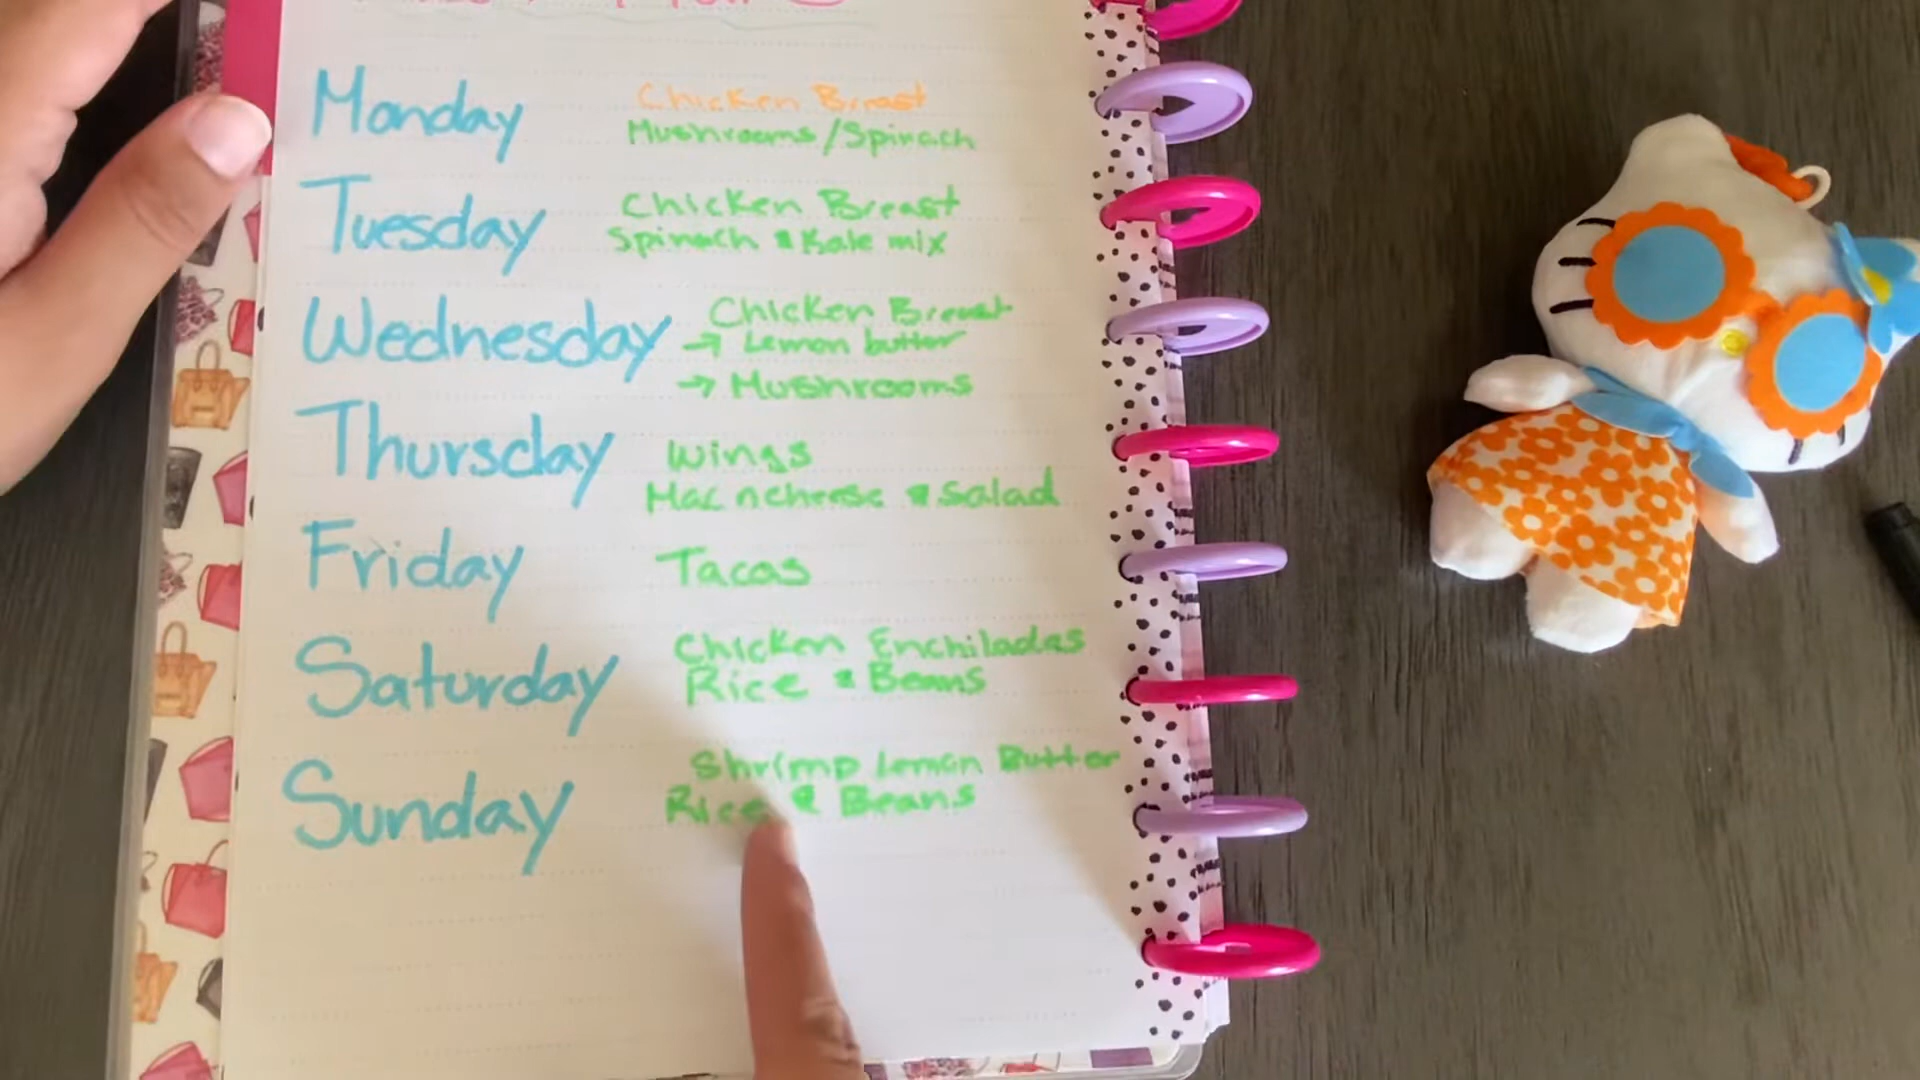 Monday
Chicken Breast
Mushrooms/Spinach
Tuesday
Chicken Breast
Spinach & Kale mix
Wednesday
Chicken Breast
→ Lemon butter
→ Mushrooms
Thursday
Wings
Mac n cheese & Salad
Friday
Tacos
Saturday
Chicken Enchiladas
Rice & Beans
Sunday
Shrimp lemon Butter
Rice & Beans